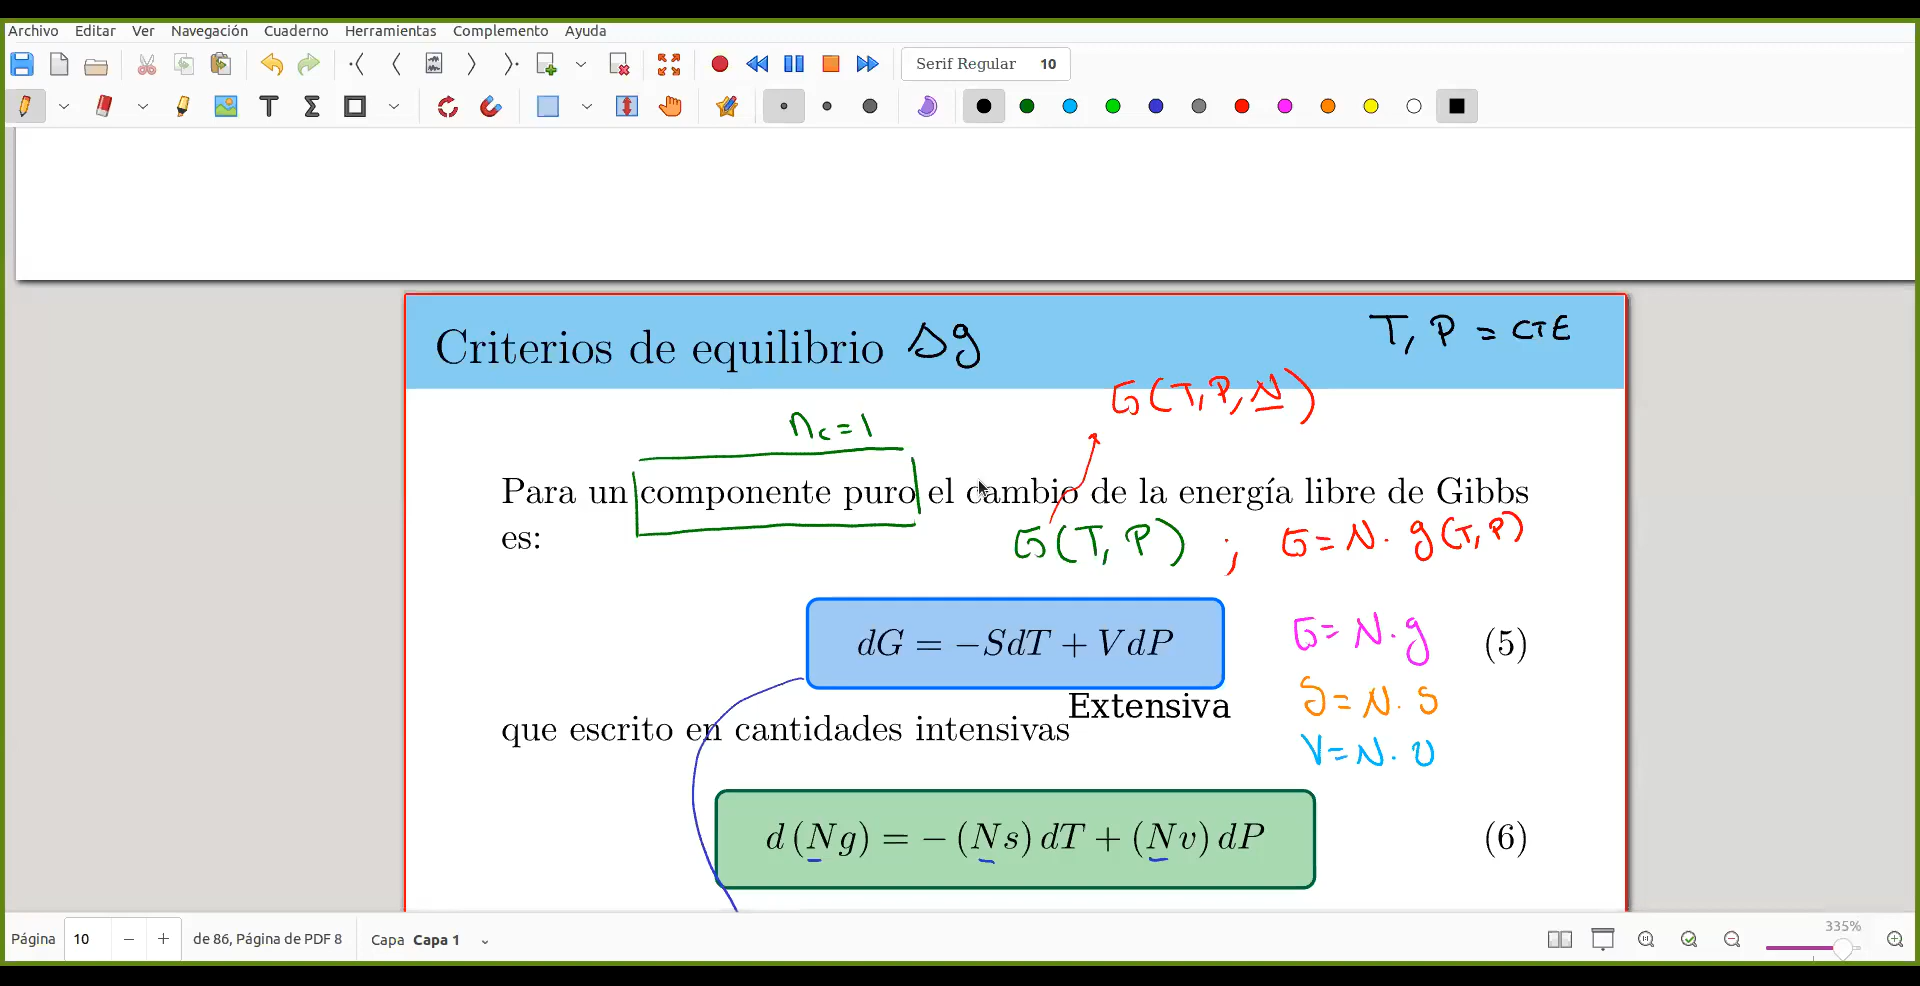 Archivo Editar Ver Navegación Cuaderno Herramientas Complemento Ayuda
Serif Regular 10
T
Σ
Criterios de equilibrio Δg T, P = CTE
G(T, P, N)
nc = 1
Para un componente puro el cambio de la energía libre de Gibbs
es: G(T, P) ; G = N. g(T, P)
dG = −SdT + VdP G = N. g (5)
Extensiva S = N. s
que escrito en cantidades intensivas
V = N. v
d (Ng) = − (Ns) dT + (Nv) dP (6)
335%
Página 10 − + de 86, Página de PDF 8 Capa Capa 1